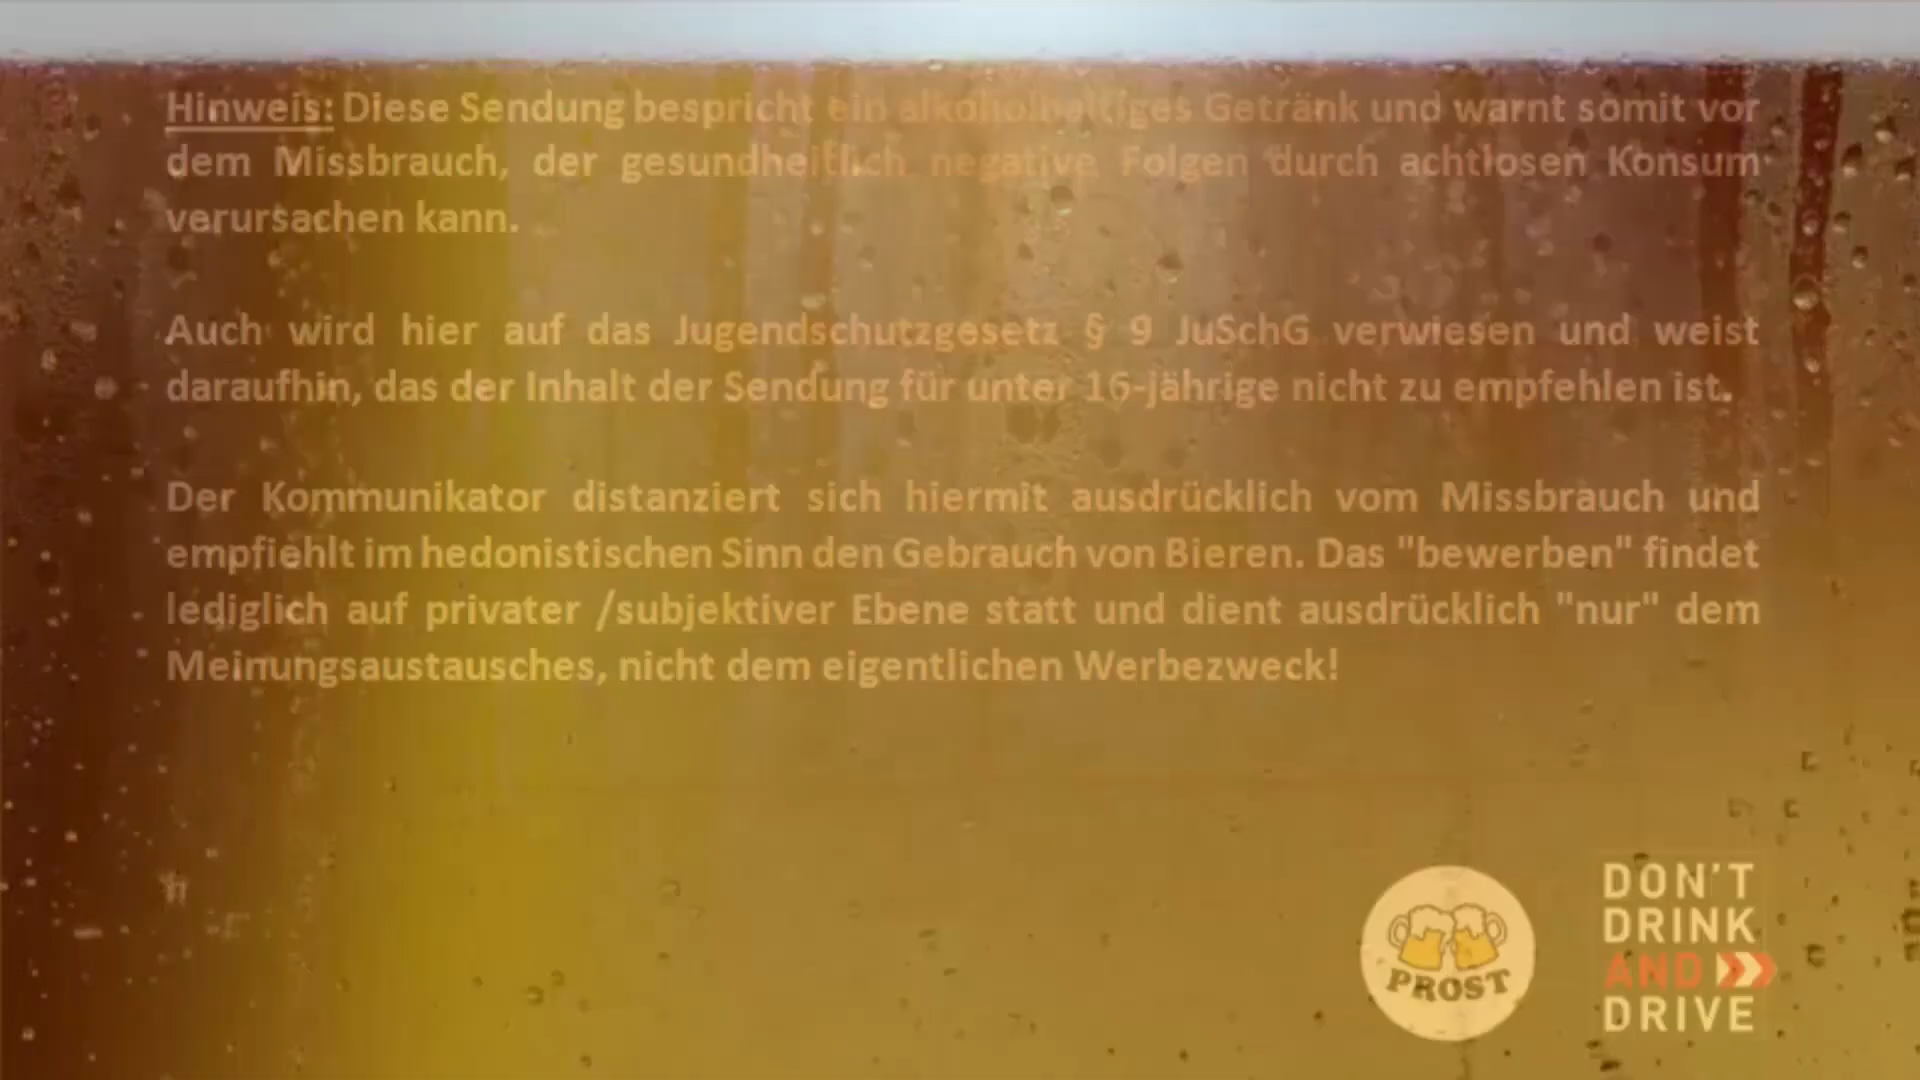 Hinweis: Diese Sendung bespricht ein alkoholhaltiges Getränk und warnt somit vor
dem Missbrauch, der gesundheitlich negative Folgen durch achtlosen Konsum
verursachen kann.
Auch wird hier auf das Jugendschutzgesetz § 9 JuSchG verwiesen und weist
daraufhin, das der Inhalt der Sendung für unter 16-jährige nicht zu empfehlen ist.
Der Kommunikator distanziert sich hiermit ausdrücklich vom Missbrauch und
empfiehlt im hedonistischen Sinn den Gebrauch von Bieren. Das "bewerben" findet
lediglich auf privater /subjektiver Ebene statt und dient ausdrücklich "nur" dem
Meinungsaustausches, nicht dem eigentlichen Werbezweck!
PROST
DON'T
DRINK
AND
DRIVE